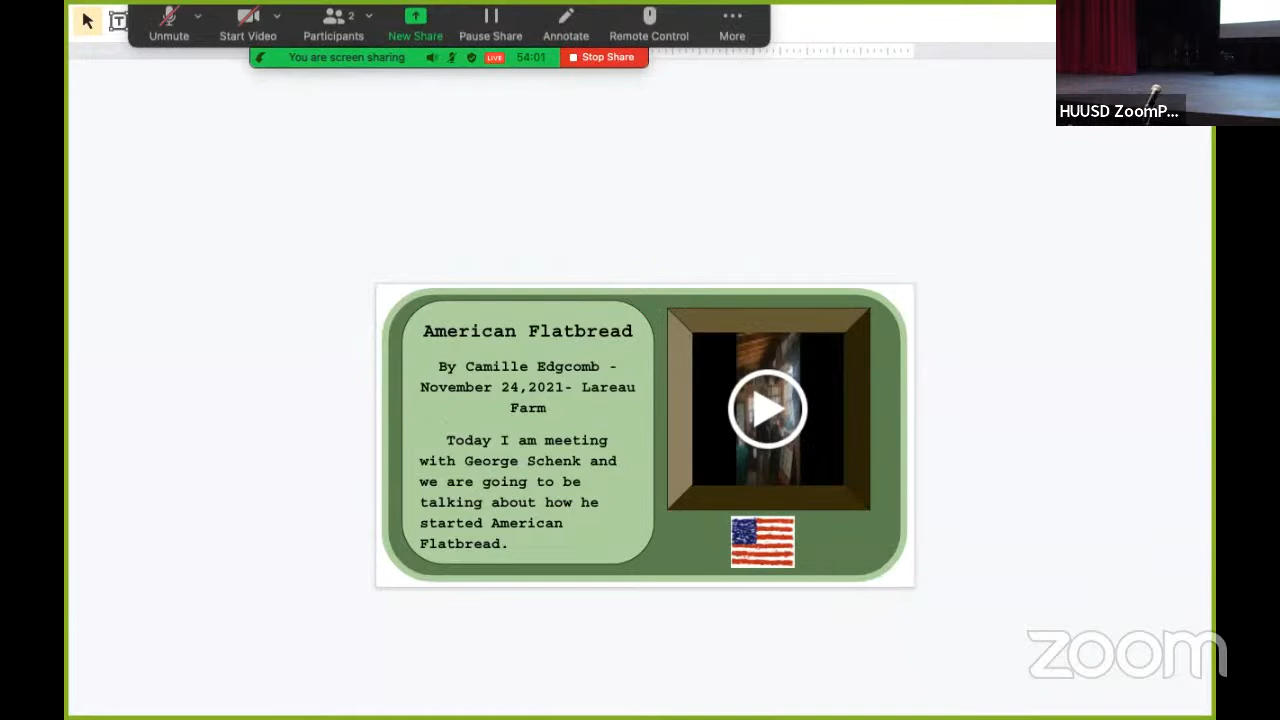 Unmute
Start Video
Participants
2
New Share
Pause Share
Annotate
Remote Control
More
You are screen sharing
LIVE
54:01
Stop Share
HUUSD ZoomP...
American Flatbread
By Camille Edgcomb -
November 24,2021- Lareau
Farm
Today I am meeting
with George Schenk and
we are going to be
talking about how he
started American
Flatbread.
zoom